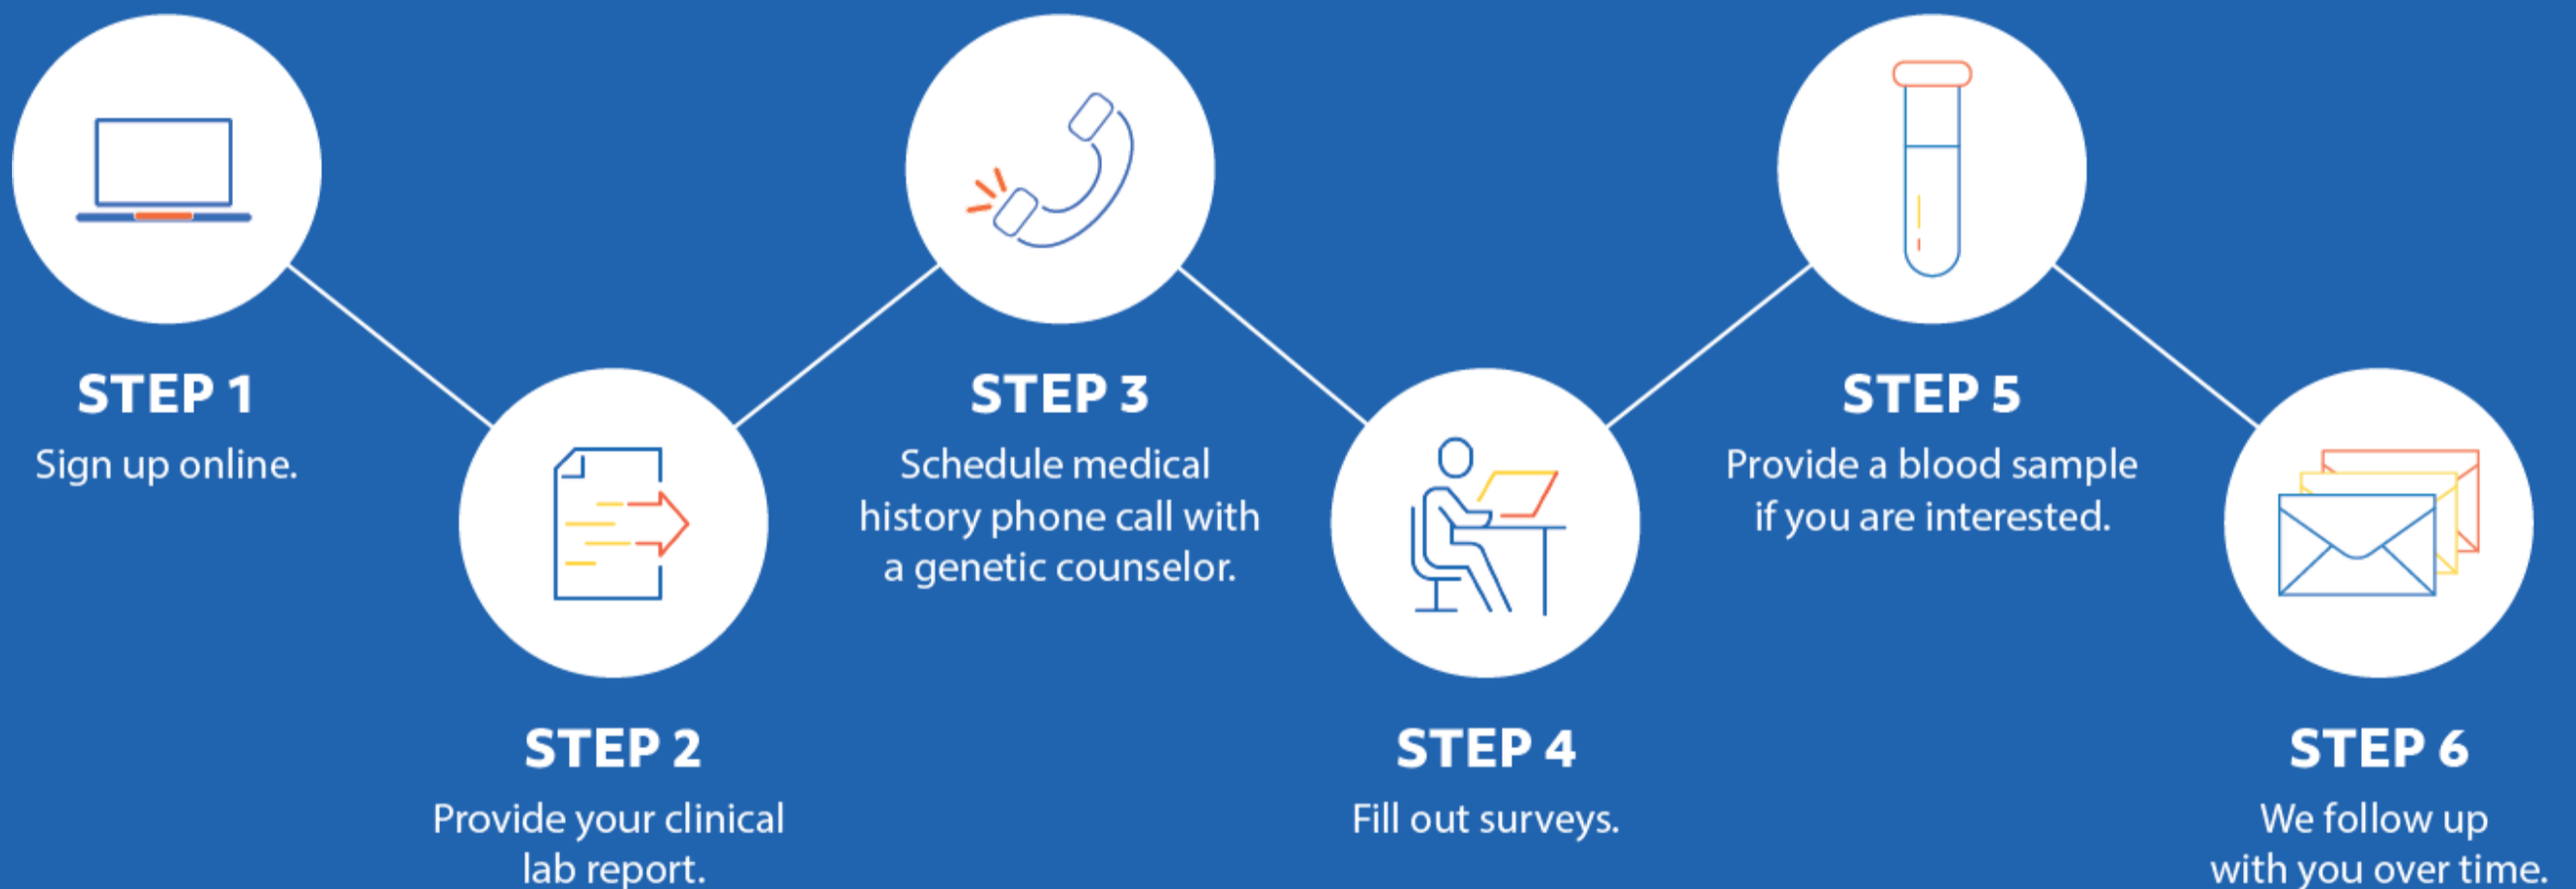 STEP 1
Sign up online.
STEP 2
Provide your clinical
lab report.
STEP 3
Schedule medical
history phone call with
a genetic counselor.
STEP 4
Fill out surveys.
STEP 5
Provide a blood sample
if you are interested.
STEP 6
We follow up
with you over time.